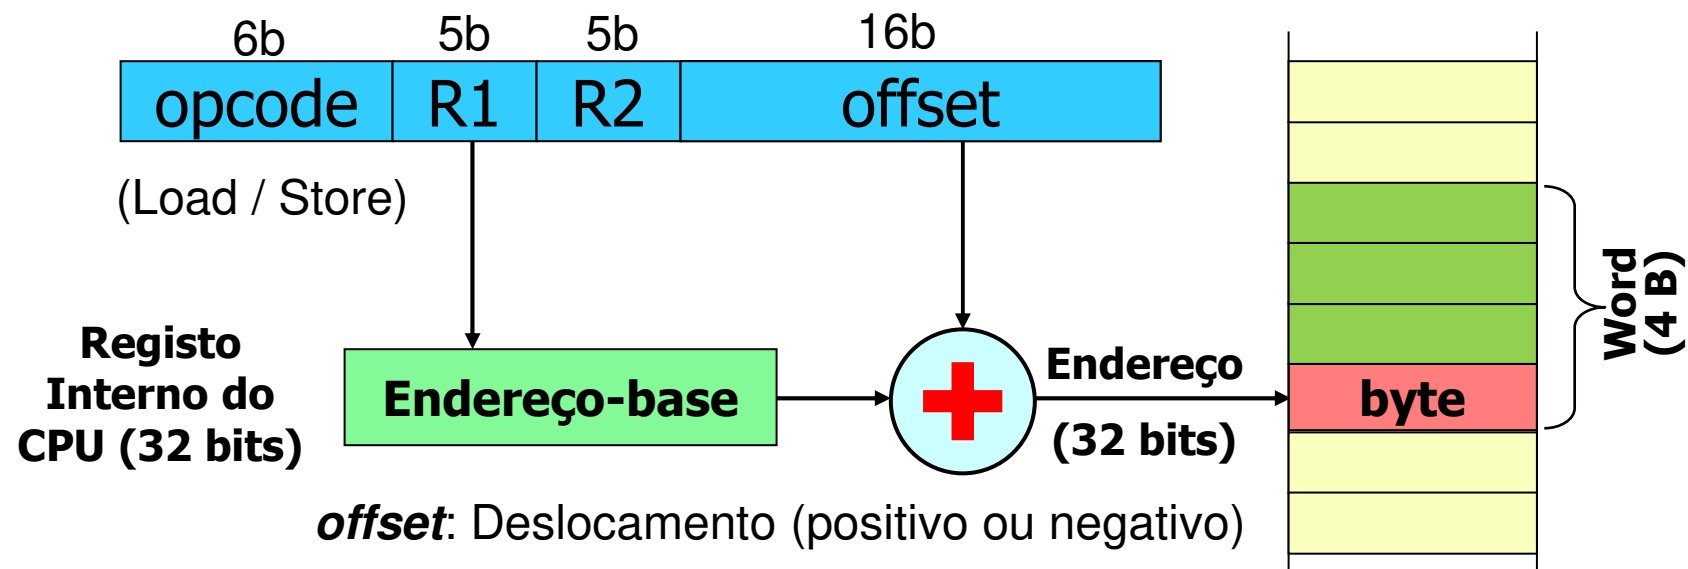 6b 5b 5b 16b
opcode R1 R2 offset
(Load / Store)
Registo
Interno do
CPU (32 bits)
Endereço-base
Endereço
(32 bits)
byte
Word
(4 B)
offset: Deslocamento (positivo ou negativo)